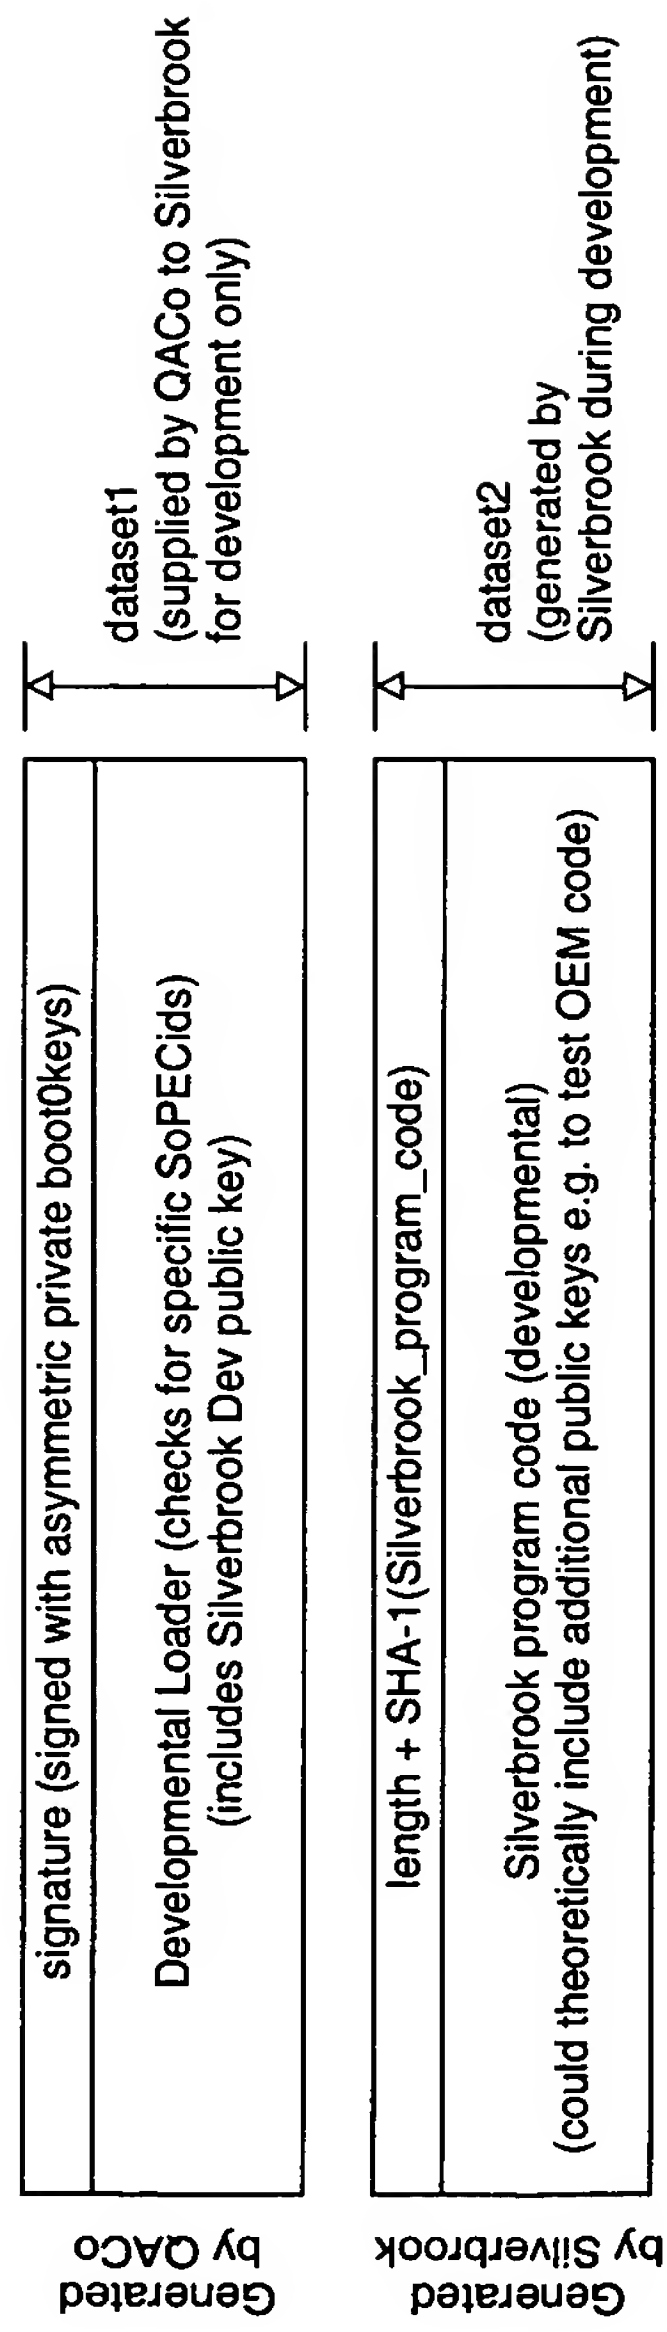 Generated
by QACo
signature (signed with asymmetric private boot0keys)
Developmental Loader (checks for specific SoPECids)
(includes Silverbrook Dev public key)
dataset1
(supplied by QACo to Silverbrook
for development only)
Generated
by Silverbrook
length + SHA-1(Silverbrook_program_code)
Silverbrook program code (developmental)
(could theoretically include additional public keys e.g. to test OEM code)
dataset2
(generated by
Silverbrook during development)